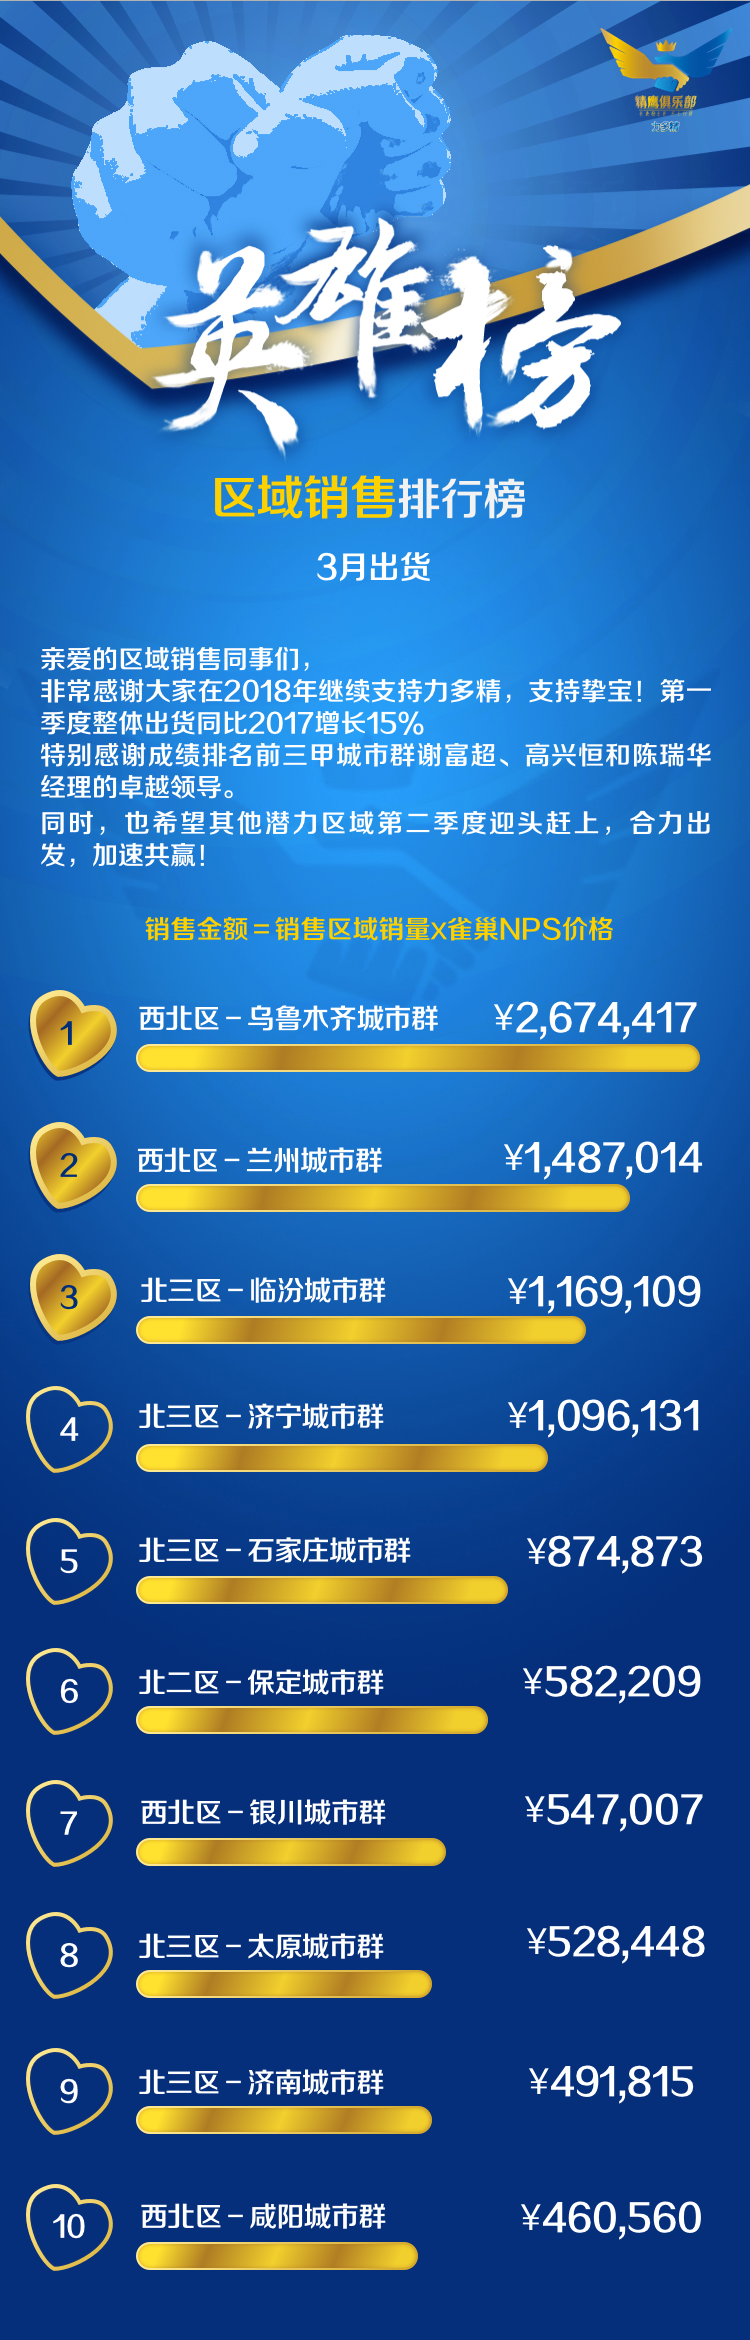 精鹰俱乐部
EAGLE CLUB
力多精
英雄榜
区域销售排行榜
3月出货
亲爱的区域销售同事们，
非常感谢大家在2018年继续支持力多精，支持挚宝！第一
季度整体出货同比2017增长15%
特别感谢成绩排名前三甲城市群谢富超、高兴恒和陈瑞华
经理的卓越领导。
同时，也希望其他潜力区域第二季度迎头赶上，合力出
发，加速共赢！
销售金额＝销售区域销量x雀巢NPS价格
1 西北区－乌鲁木齐城市群 ¥2,674,417
2 西北区－兰州城市群 ¥1,487,014
3 北三区－临汾城市群 ¥1,169,109
4 北三区－济宁城市群 ¥1,096,131
5 北三区－石家庄城市群 ¥874,873
6 北二区－保定城市群 ¥582,209
7 西北区－银川城市群 ¥547,007
8 北三区－太原城市群 ¥528,448
9 北三区－济南城市群 ¥491,815
10 西北区－咸阳城市群 ¥460,560